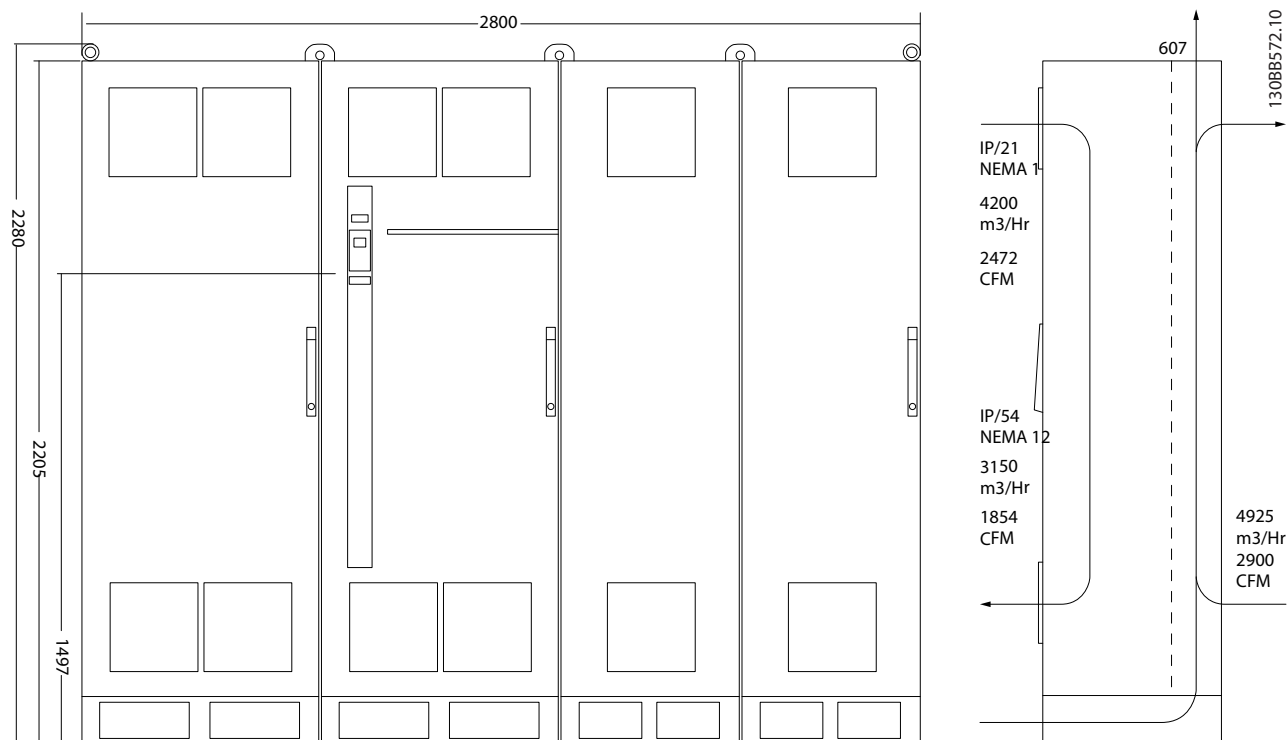 2800
2280
2205
1497
607
130BB572.10
IP/21
NEMA 1
4200
m3/Hr
2472
CFM
IP/54
NEMA 12
3150
m3/Hr
1854
CFM
4925
m3/Hr
2900
CFM